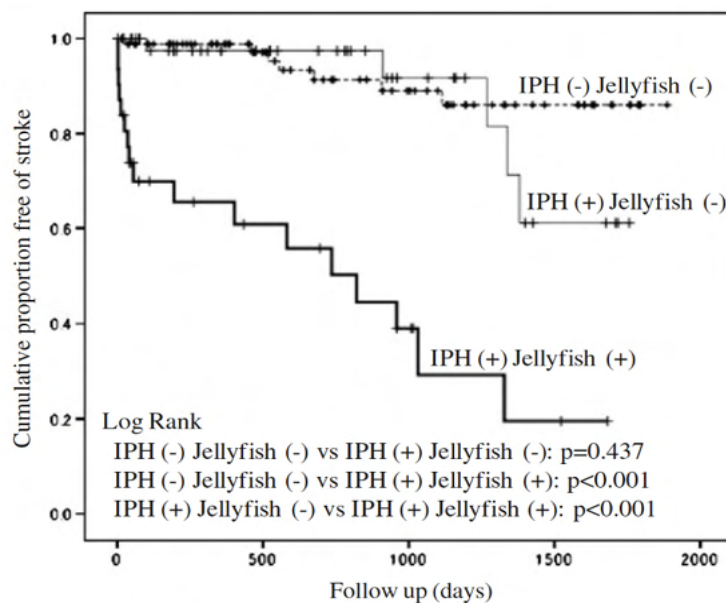 Cumulative proportion free of stroke
1.0
0.8
0.6
0.4
0.2
0.0
IPH (-) Jellyfish (-)
IPH (+) Jellyfish (-)
IPH (+) Jellyfish (+)
Log Rank
IPH (-) Jellyfish (-) vs IPH (+) Jellyfish (-): p=0.437
IPH (-) Jellyfish (-) vs IPH (+) Jellyfish (+): p<0.001
IPH (+) Jellyfish (-) vs IPH (+) Jellyfish (+): p<0.001
0 500 1000 1500 2000
Follow up (days)